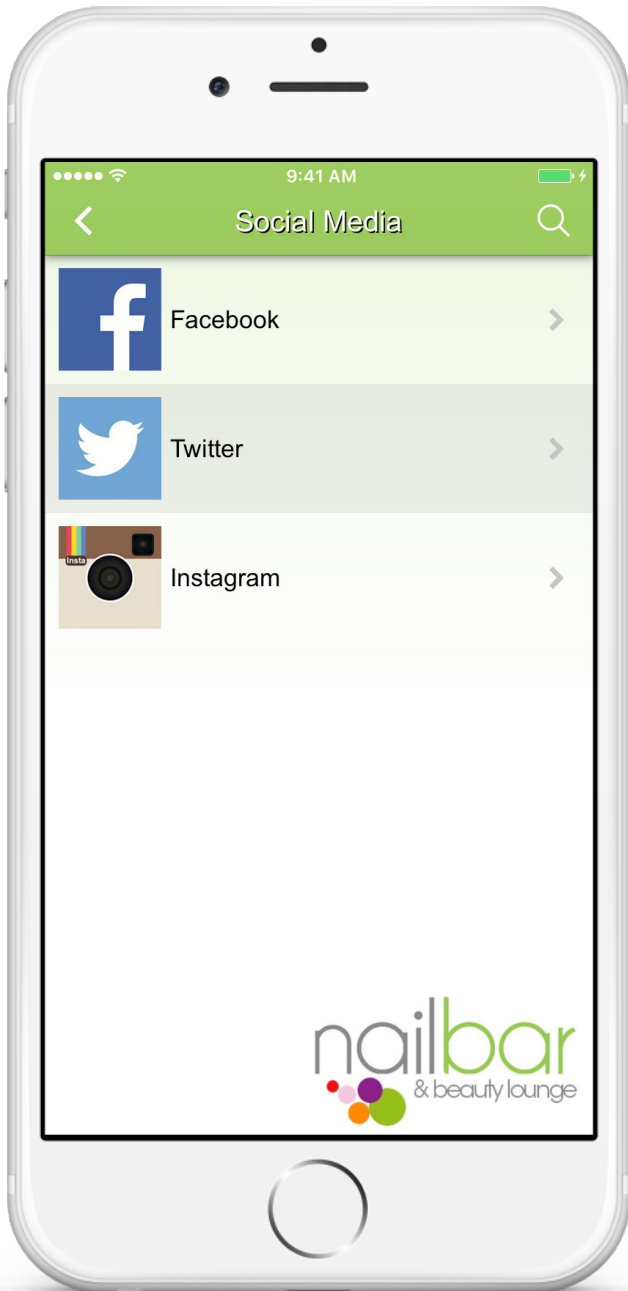 9:41 AM
Social Media
Facebook
Twitter
Insta
Instagram
nailbar
& beauty lounge